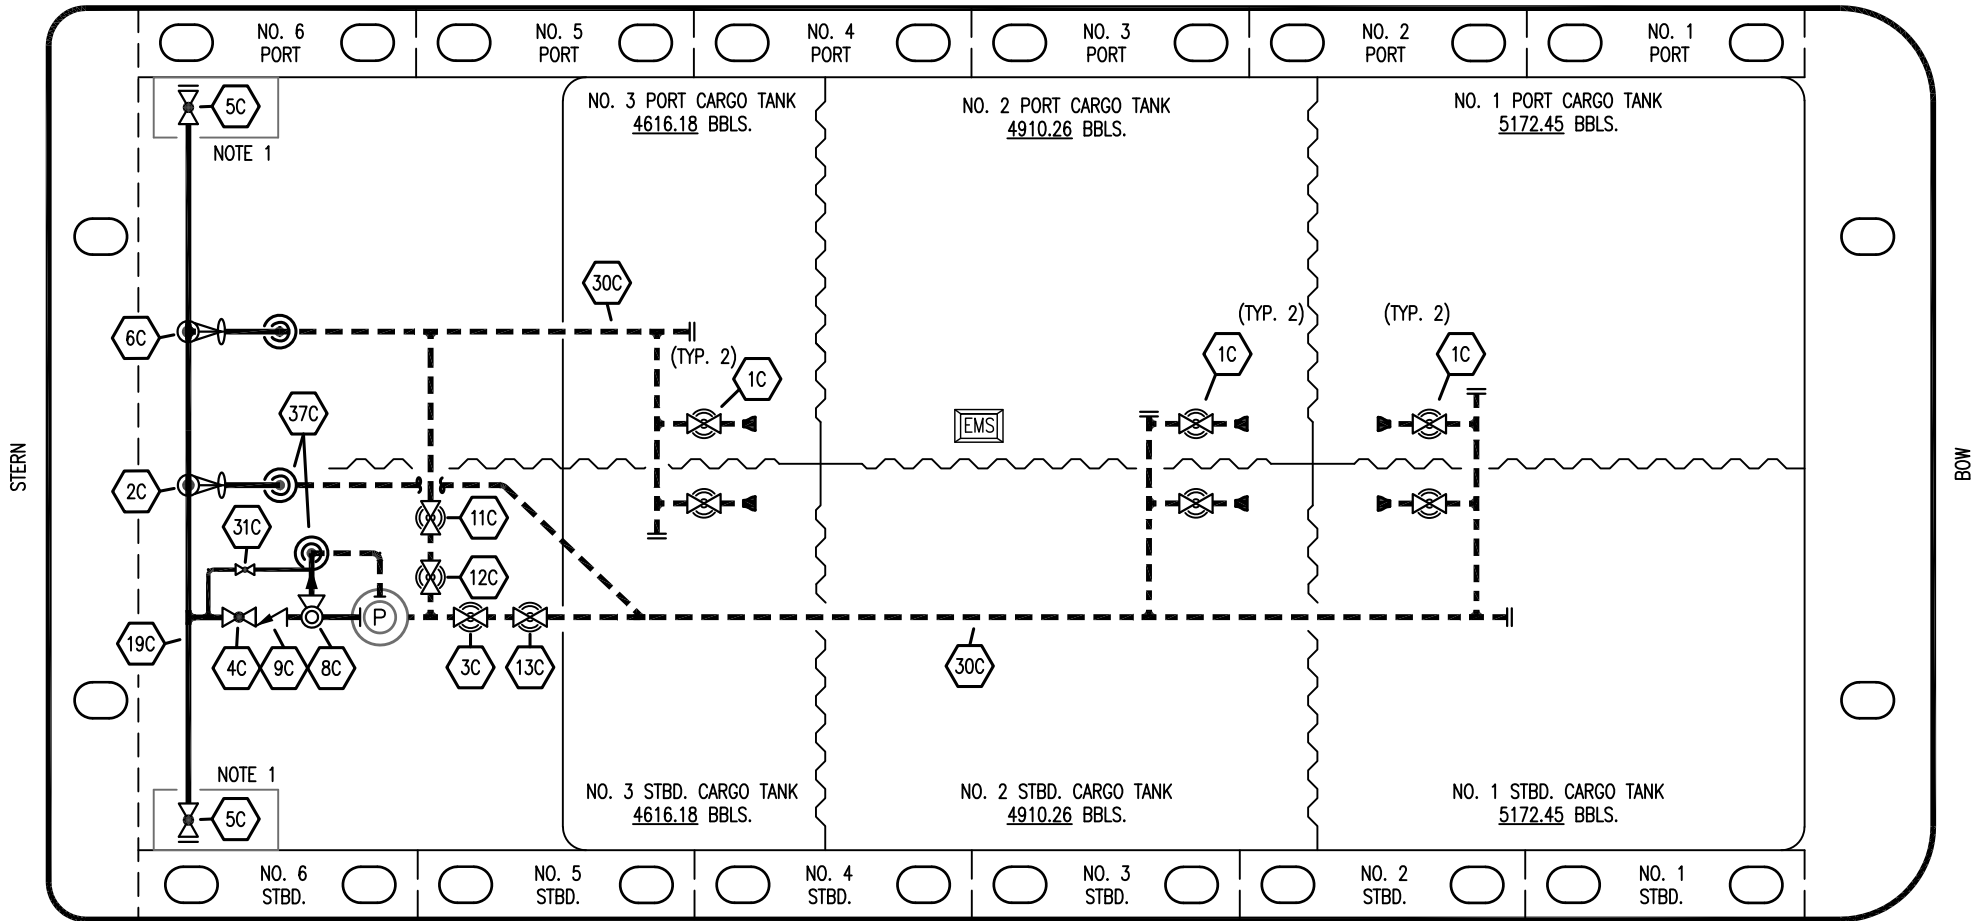 NO. 6
PORT
NO. 5
PORT
NO. 4
PORT
NO. 3
PORT
NO. 2
PORT
NO. 1
PORT
5C
NOTE 1
NO. 3 PORT CARGO TANK
4616.18 BBLS.
NO. 2 PORT CARGO TANK
4910.26 BBLS.
NO. 1 PORT CARGO TANK
5172.45 BBLS.
30C
6C
(TYP. 2)
1C
(TYP. 2)
1C
(TYP. 2)
1C
37C
EMS
STERN
BOW
2C
31C
11C
12C
P
19C
4C
9C
8C
3C
13C
30C
NOTE 1
5C
NO. 3 STBD. CARGO TANK
4616.18 BBLS.
NO. 2 STBD. CARGO TANK
4910.26 BBLS.
NO. 1 STBD. CARGO TANK
5172.45 BBLS.
NO. 6
STBD.
NO. 5
STBD.
NO. 4
STBD.
NO. 3
STBD.
NO. 2
STBD.
NO. 1
STBD.